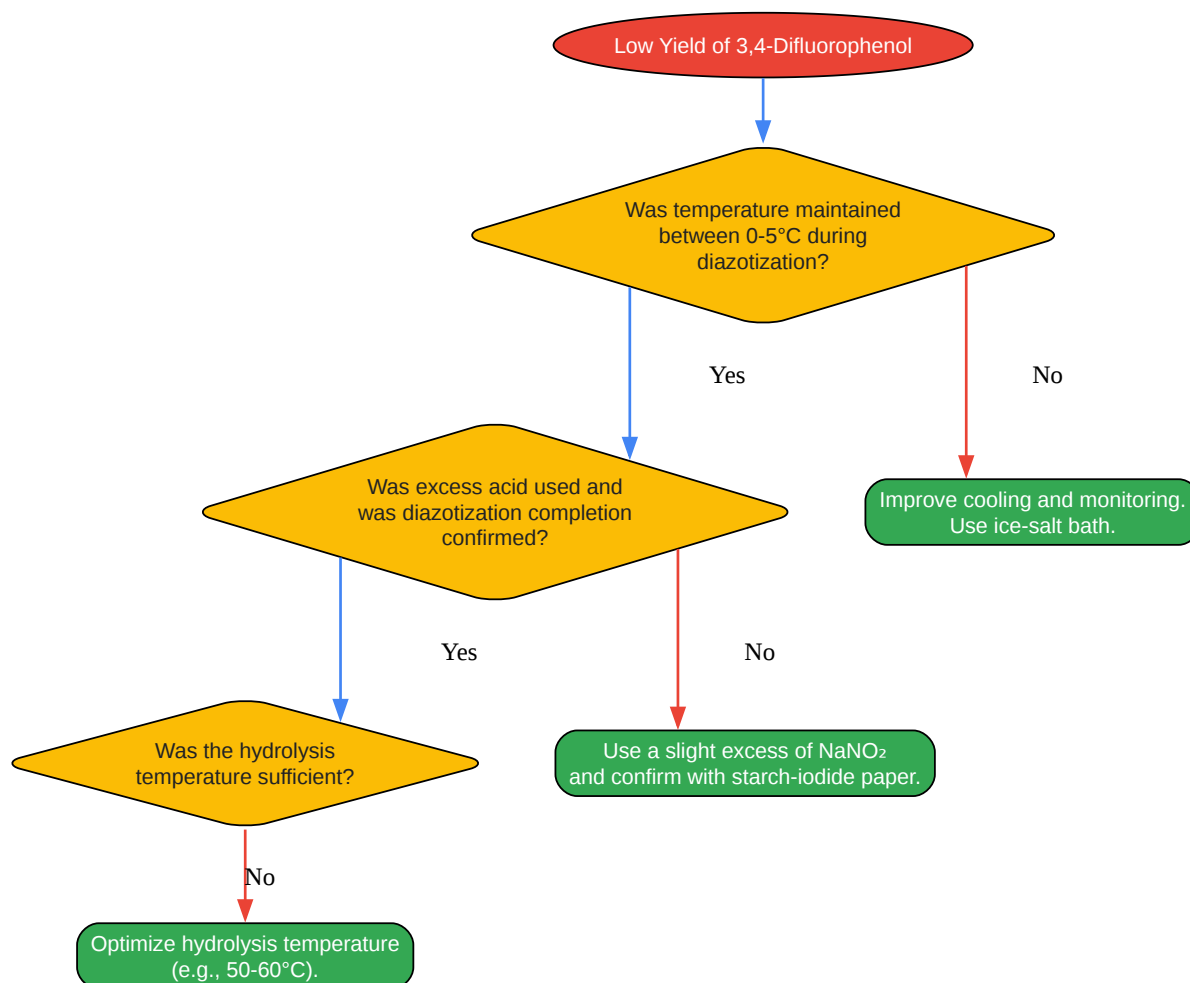 Low Yield of 3,4-Difluorophenol
Was temperature maintained
between 0-5°C during
diazotization?
Yes
No
Was excess acid used and
was diazotization completion
confirmed?
Improve cooling and monitoring.
Use ice-salt bath.
Yes
No
Was the hydrolysis
temperature sufficient?
Use a slight excess of NaNO₂
and confirm with starch-iodide paper.
No
Optimize hydrolysis temperature
(e.g., 50-60°C).